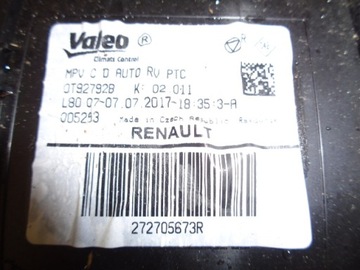 Valeo ®
Climate Control
MPV C D AUTO RV PTC
QT92792B K: 02 011
L80 07-07.07.2017-18:35:3-A
005253 Made in Czech Republic
RENAULT
272705673R